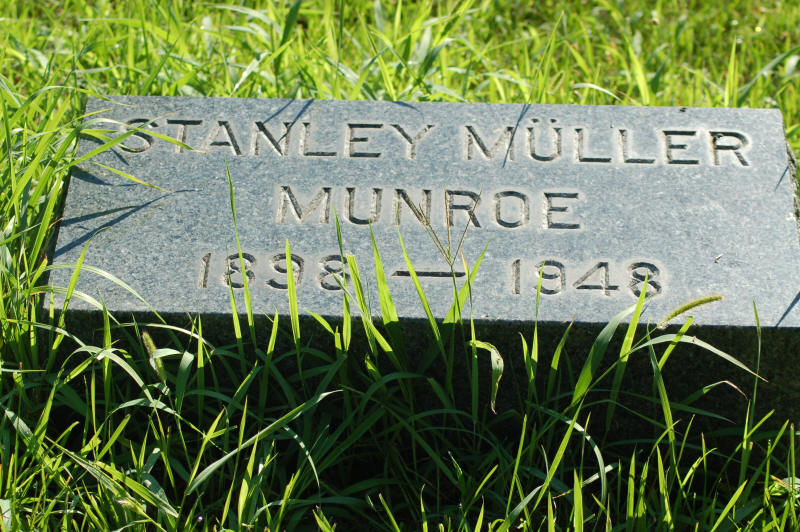 STANLEY MÜLLER
MUNROE
1898 — 1948